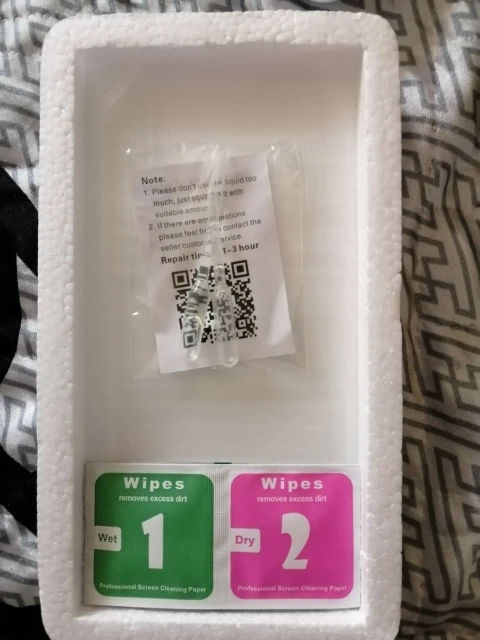 Note:
1. Please don't use liquid too
much, just it with
suitable
2. If there are any questions
please feel contact the
seller service.
Repair 1-3 hour
Wipes
removes excess dirt
Wet
1
Professional Screen Cleaning Paper
Wipes
removes excess dirt
Dry
2
Professional Screen Cleaning Paper